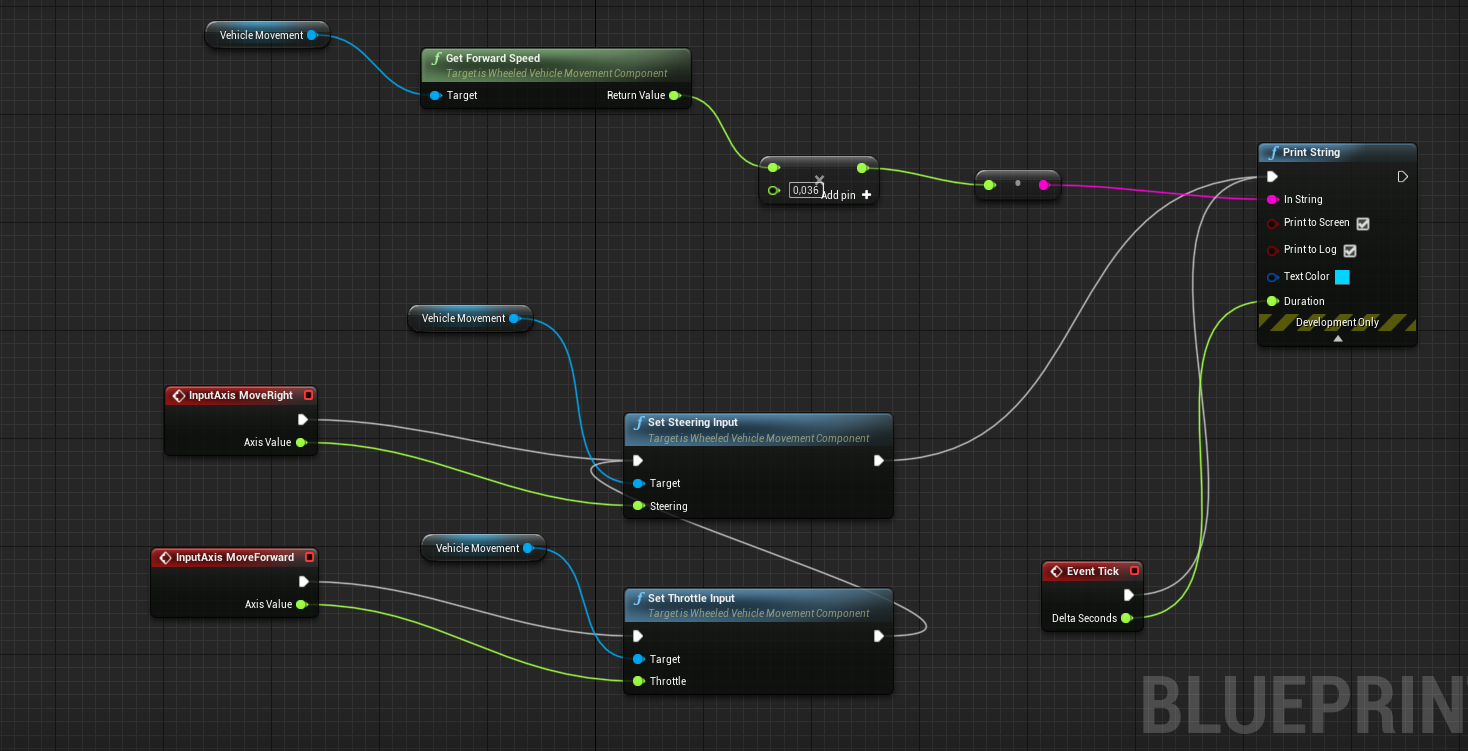 Vehicle Movement
f Get Forward Speed
Target is Wheeled Vehicle Movement Component
Target
Return Value
0,036
Add pin
f Print String
In String
Print to Screen
Print to Log
Text Color
Duration
Development Only
Vehicle Movement
InputAxis MoveRight
Axis Value
f Set Steering Input
Target is Wheeled Vehicle Movement Component
Target
Steering
InputAxis MoveForward
Axis Value
Vehicle Movement
f Set Throttle Input
Target is Wheeled Vehicle Movement Component
Target
Throttle
Event Tick
Delta Seconds
BLUEPRIN